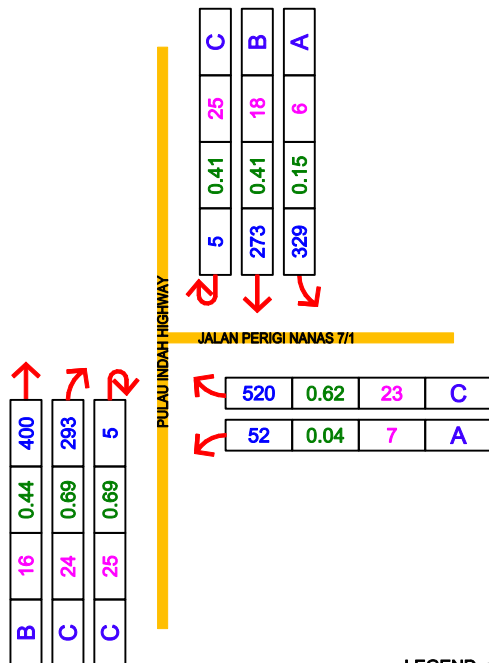 C B A
25 18 6
0.41 0.41 0.15
5 273 329
PULAU INDAH HIGHWAY
JALAN PERIGI NANAS 7/1
520 0.62 23 C
52 0.04 7 A
400 293 5
0.44 0.69 0.69
16 24 25
B C C
LEGEND